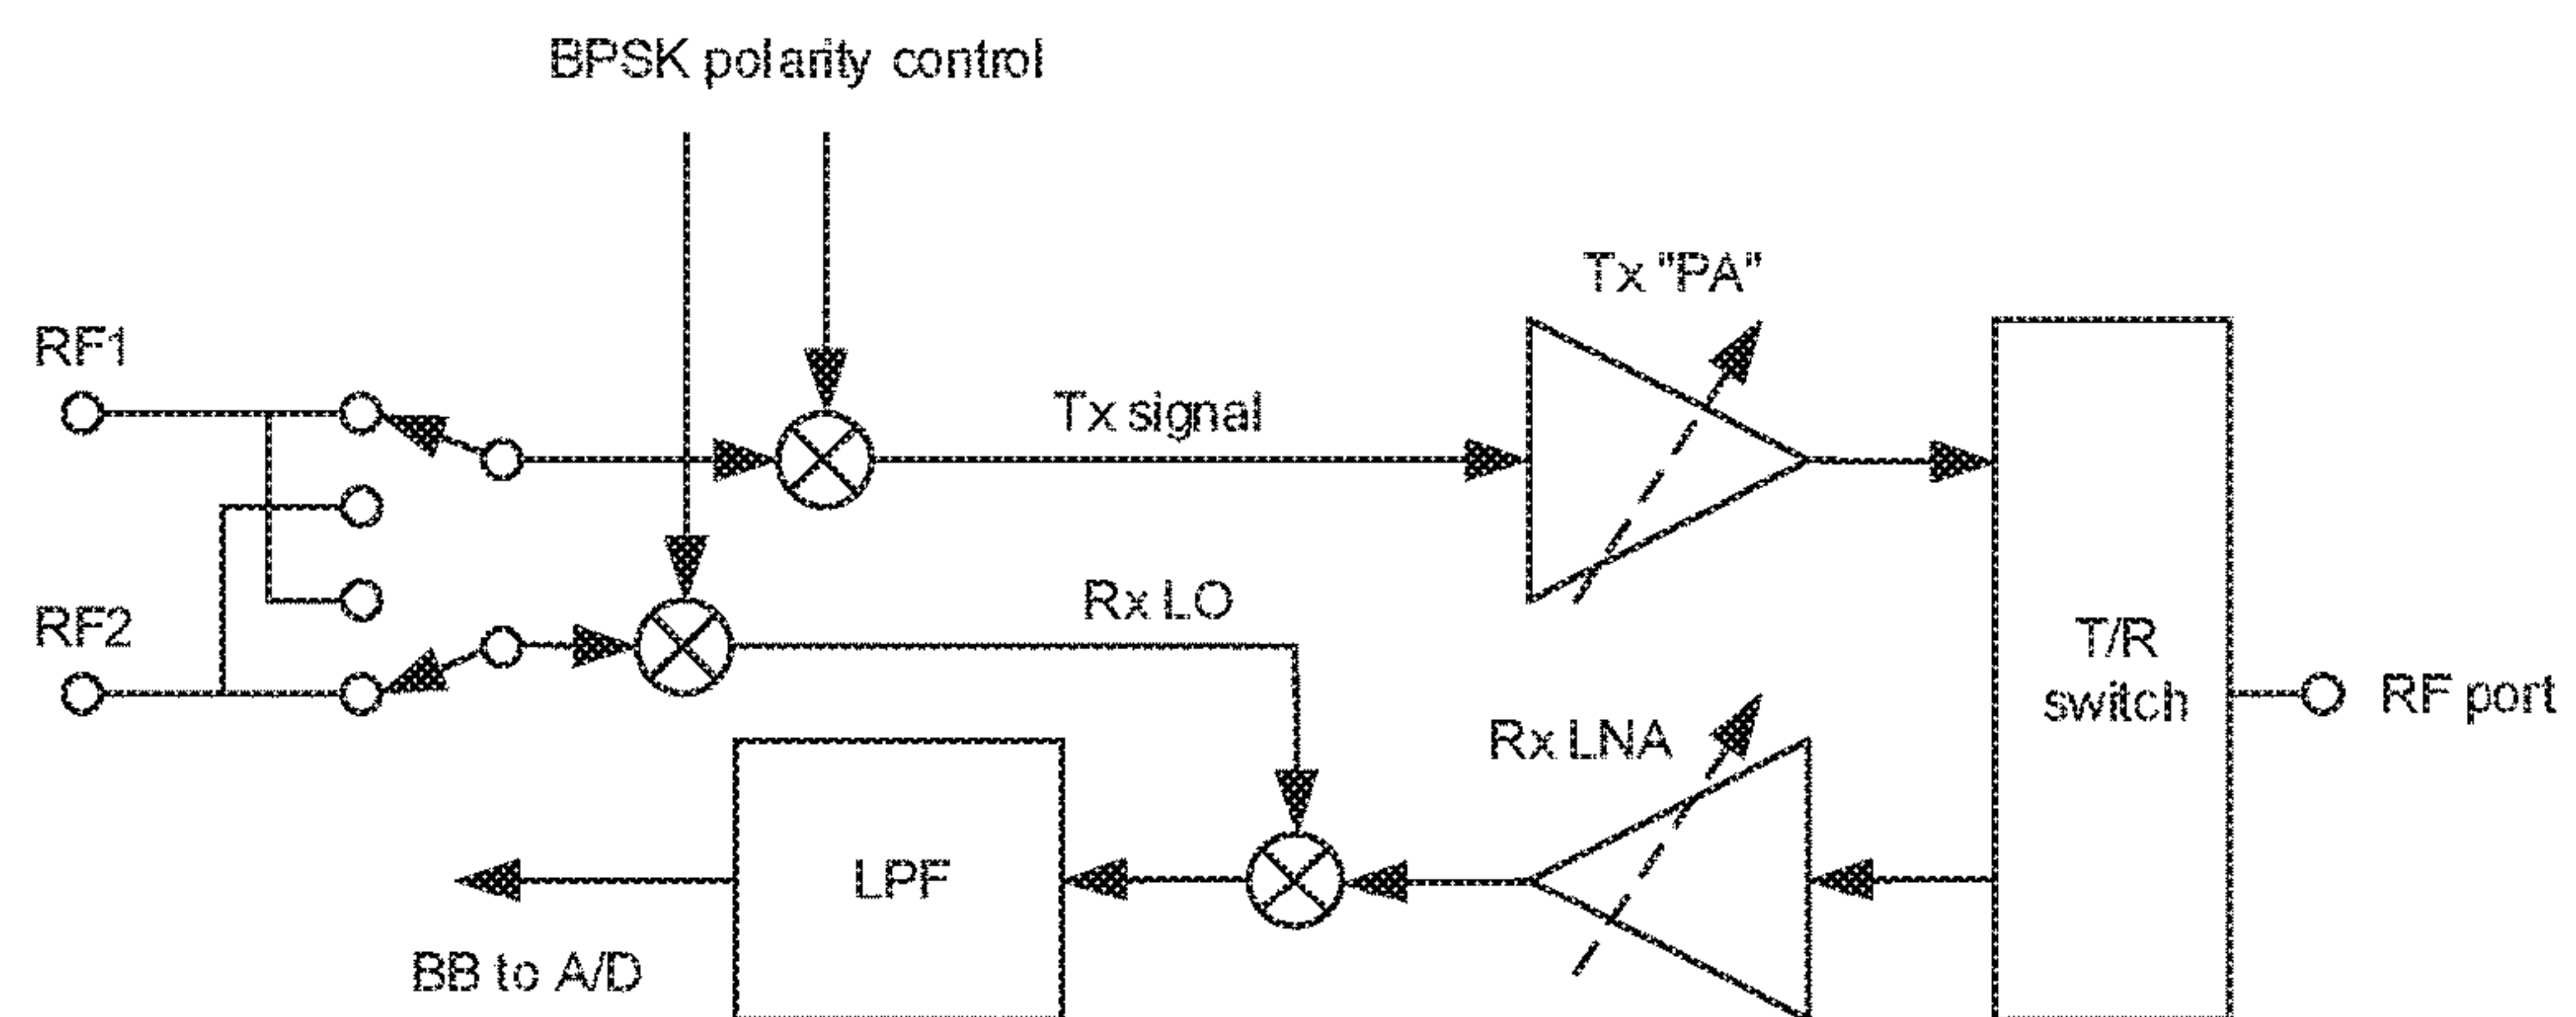 BPSK polarity control
Tx "PA"
RF1
Tx signal
Rx LO
RF2
T/R
switch
RF port
Rx LNA
LPF
BB to A/D